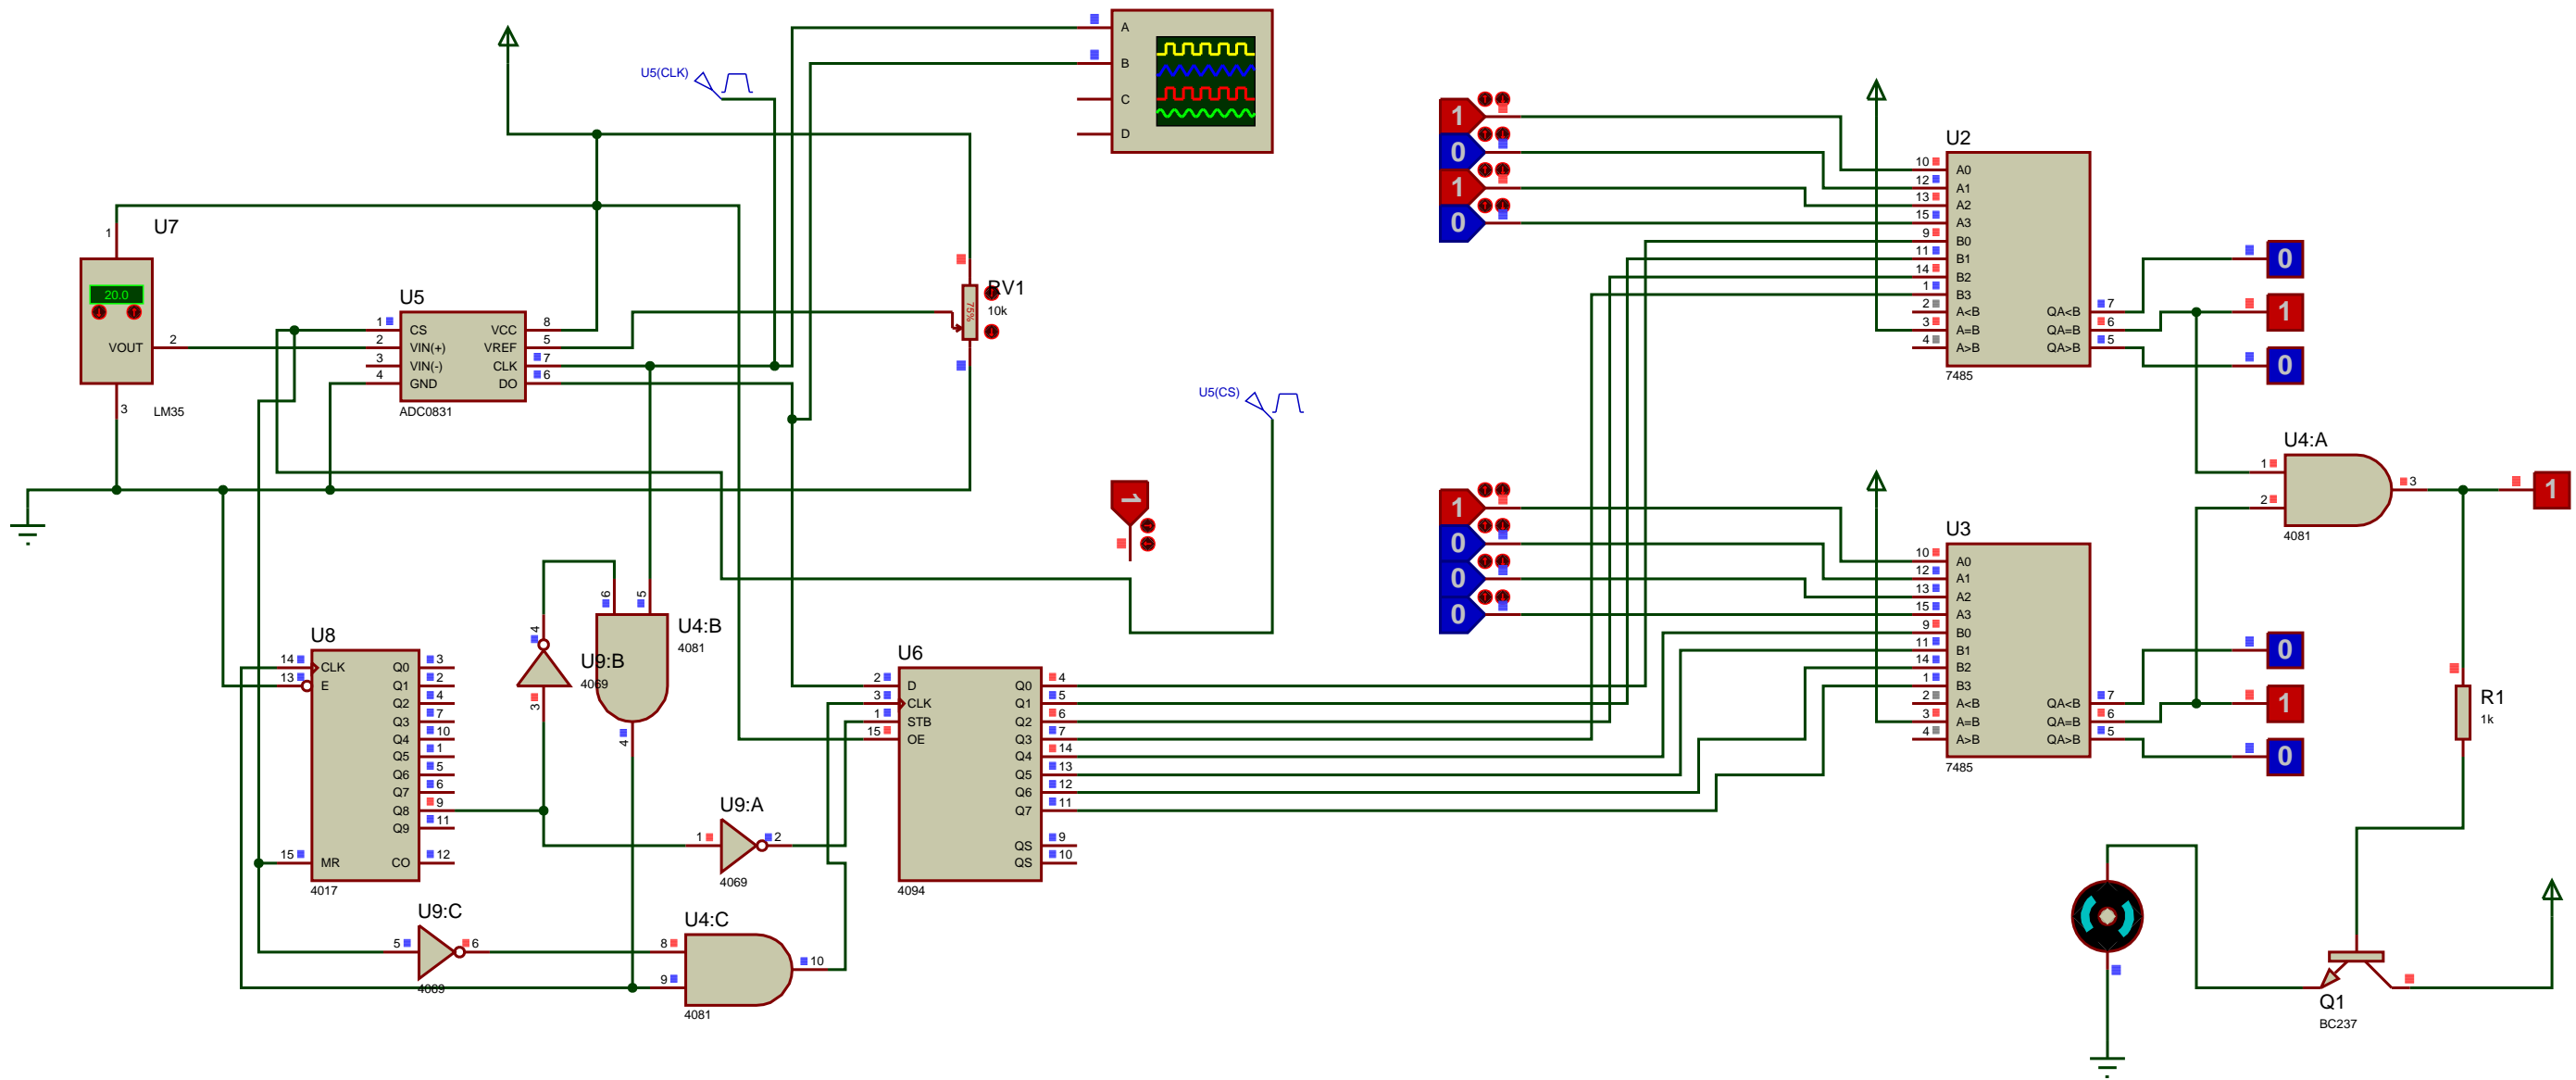 A
B
C
D
U5(CLK)
1
0
1
0
U2
10 A0
12 A1
13 A2
15 A3
9 B0
11 B1
14 B2
1 B3
2 A<B QA<B 7
3 A=B QA=B 6
4 A>B QA>B 5
7485
0
1
0
U7
1
20.0
VOUT 2
3
LM35
U5
1 CS VCC 8
2 VIN(+) VREF 5
3 VIN(-) CLK 7
4 GND DO 6
ADC0831
RV1
10k
75%
U5(CS)
1
1
0
0
0
U3
10 A0
12 A1
13 A2
15 A3
9 B0
11 B1
14 B2
1 B3
2 A<B QA<B 7
3 A=B QA=B 6
4 A>B QA>B 5
7485
0
1
0
U4:A
1
2
3
4081
1
R1
1k
U8
14 CLK Q0 3
13 E Q1 2
Q2 4
Q3 7
Q4 10
Q5 1
Q6 5
Q7 6
Q8 9
Q9 11
15 MR CO 12
4017
4
U9:B
4069
3
6
5
U4:B
4081
4
U6
2 D Q0 4
3 CLK Q1 5
1 STB Q2 6
15 OE Q3 7
Q4 14
Q5 13
Q6 12
Q7 11
QS 9
QS 10
4094
U9:A
1
2
4069
U9:C
5
6
4069
U4:C
8
9
10
4081
Q1
BC237